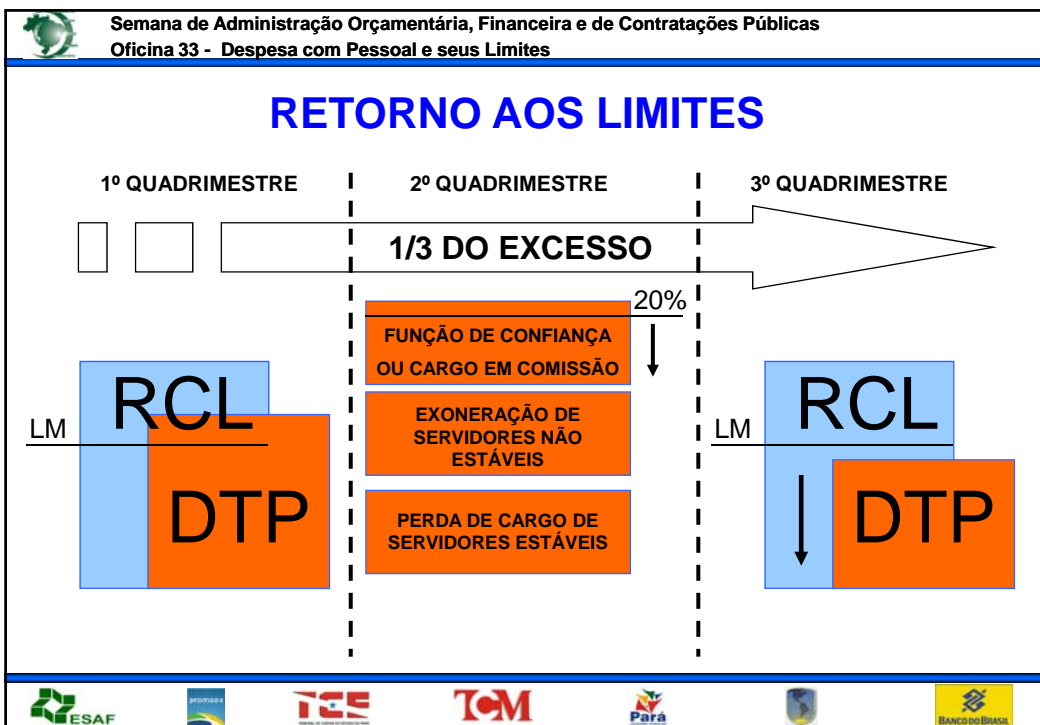 Semana de Administração Orçamentária, Financeira e de Contratações Públicas
Oficina 33 - Despesa com Pessoal e seus Limites
RETORNO AOS LIMITES
1º QUADRIMESTRE
2º QUADRIMESTRE
3º QUADRIMESTRE
1/3 DO EXCESSO
20%
FUNÇÃO DE CONFIANÇA
OU CARGO EM COMISSÃO
EXONERAÇÃO DE
SERVIDORES NÃO
ESTÁVEIS
PERDA DE CARGO DE
SERVIDORES ESTÁVEIS
LM
RCL
DTP
LM
RCL
DTP
ESAF
promoex
TCE
TCM
Pará
BANCO DO BRASIL